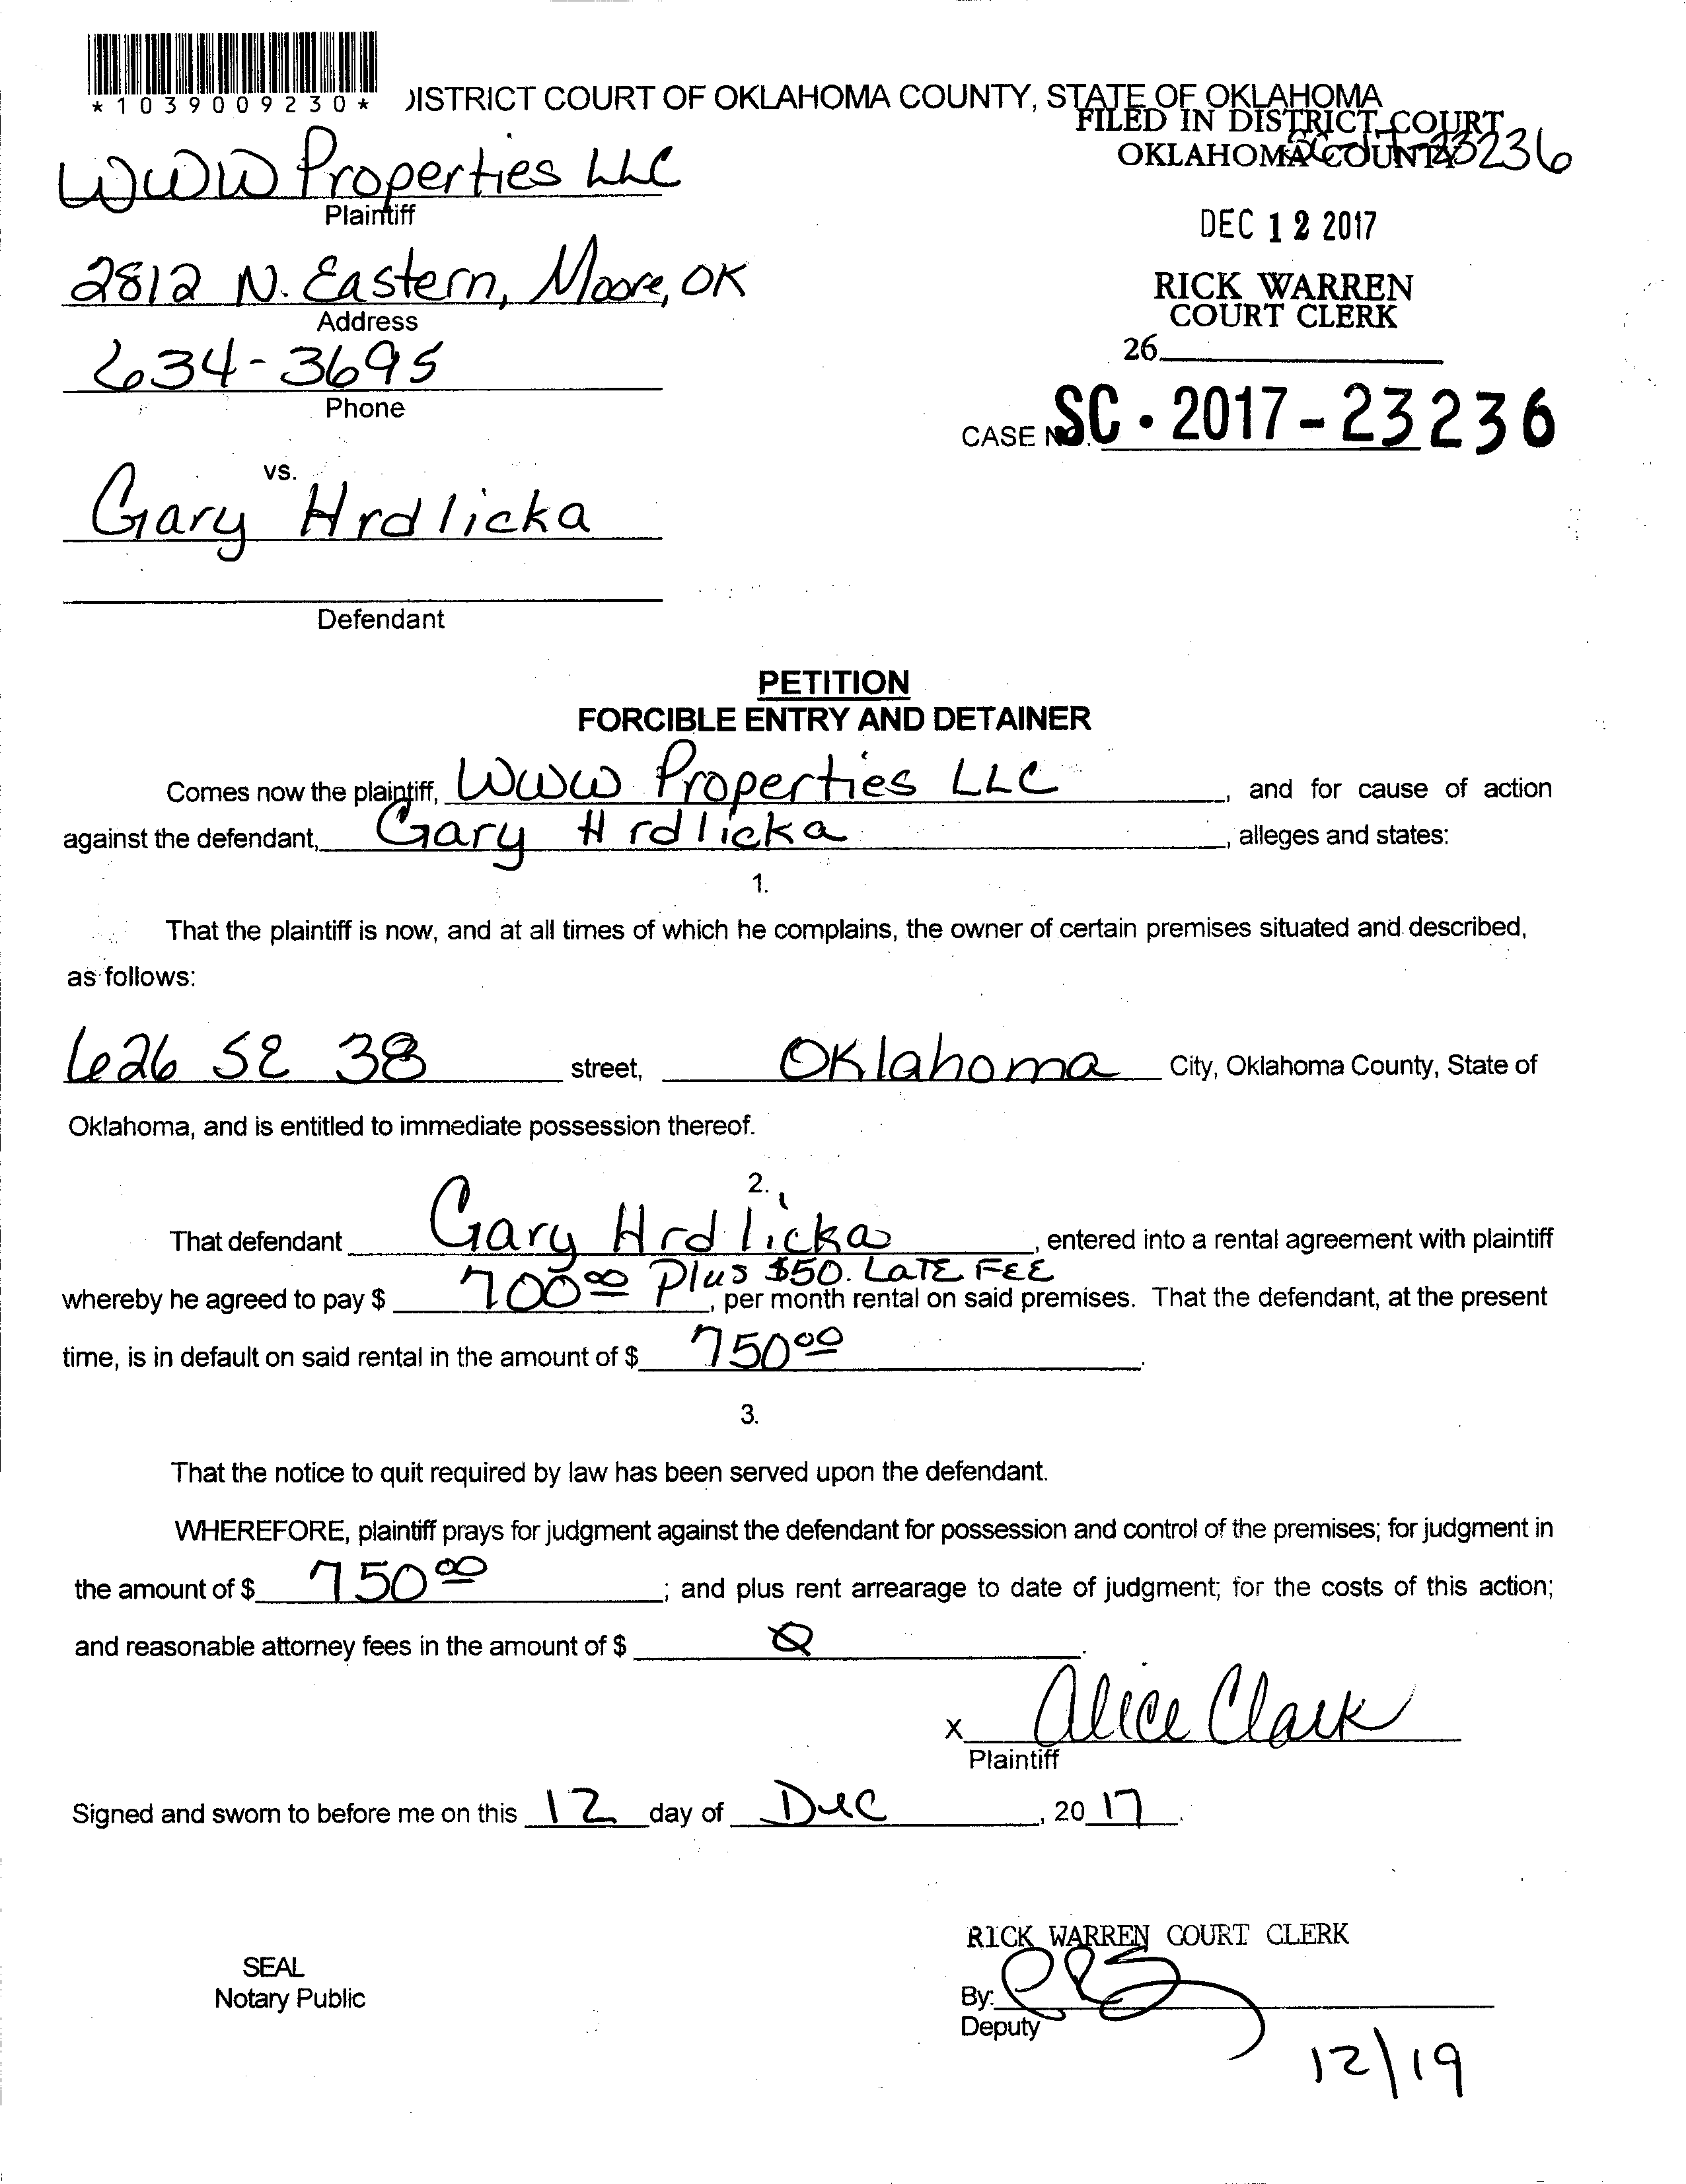 *1039009230*
DISTRICT COURT OF OKLAHOMA COUNTY, STATE OF OKLAHOMA
FILED IN DISTRICT COURT
OKLAHOMA COUNTY
WWW Properties LLC
Plaintiff
DEC 12 2017
2812 N. Eastern, Moore, OK
Address
RICK WARREN
COURT CLERK
26
634-3695
Phone
CASE NO. SC-2017-23236
vs.
Gary Hrdlicka
Defendant
PETITION
FORCIBLE ENTRY AND DETAINER
Comes now the plaintiff, WWW Properties LLC, and for cause of action
against the defendant, Gary Hrdlicka, alleges and states:
1.
That the plaintiff is now, and at all times of which he complains, the owner of certain premises situated and described,
as follows:
626 SE 38 street, Oklahoma City, Oklahoma County, State of
Oklahoma, and is entitled to immediate possession thereof.
2.
That defendant Gary Hrdlicka, entered into a rental agreement with plaintiff
whereby he agreed to pay $ 700.00 Plus $50. LATE FEE, per month rental on said premises. That the defendant, at the present
time, is in default on said rental in the amount of $ 750.00.
3.
That the notice to quit required by law has been served upon the defendant.
WHEREFORE, plaintiff prays for judgment against the defendant for possession and control of the premises; for judgment in
the amount of $ 750.00; and plus rent arrearage to date of judgment; for the costs of this action;
and reasonable attorney fees in the amount of $ 0.
x Alice Clark
Plaintiff
Signed and sworn to before me on this 12 day of Dec, 2017.
RICK WARREN COURT CLERK
SEAL
Notary Public
By:
Deputy
12/19